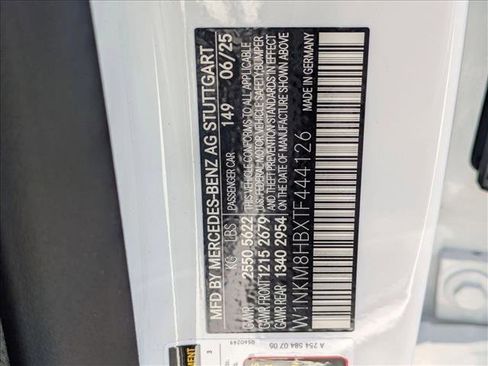 MFD BY MERCEDES-BENZ AG STUTTGART
149 06/25
PASSENGER CAR
KG LBS
GVWR 2550 5622
GAWR FRONT 1215 2679
GAWR REAR 1340 2954
THIS VEHICLE CONFORMS TO ALL APPLICABLE
U.S. FEDERAL MOTOR VEHICLE SAFETY, BUMPER
AND THEFT PREVENTION STANDARDS IN EFFECT
ON THE DATE OF MANUFACTURE SHOWN ABOVE
W1NKM8HBXTF444126
MADE IN GERMANY
A 254 584 07 05
3